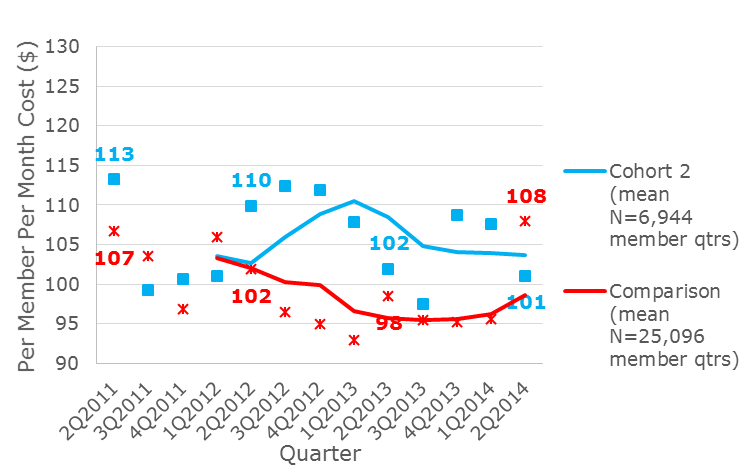 Per Member Per Month Cost ($)
130
125
120
115
110
105
100
95
90
113
107
110
102
102
98
108
101
2Q2011
3Q2011
4Q2011
1Q2012
2Q2012
3Q2012
4Q2012
1Q2013
2Q2013
3Q2013
4Q2013
1Q2014
2Q2014
Quarter
Cohort 2
(mean
N=6,944
member qtrs)
Comparison
(mean
N=25,096
member qtrs)